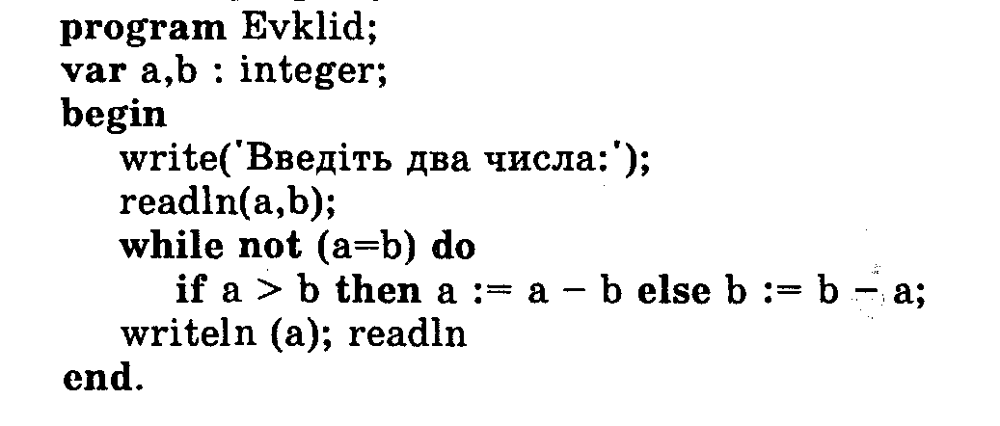 program Evklid;
var a,b : integer;
begin
write('Введіть два числа:');
readln(a,b);
while not (a=b) do
if a > b then a := a – b else b := b – a;
writeln (a); readln
end.